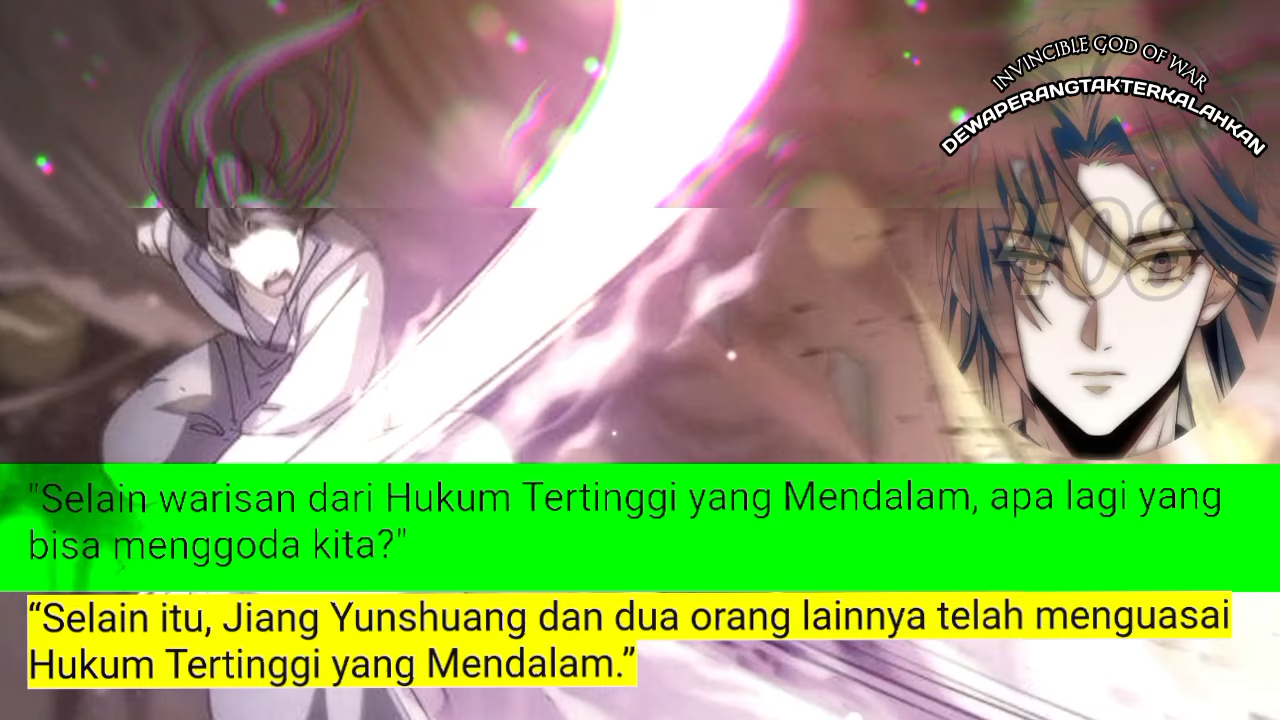 INVINCIBLE GOD OF WAR
DEWAPERANGTAKTERKALAHKAN
408
"Selain warisan dari Hukum Tertinggi yang Mendalam, apa lagi yang
bisa menggoda kita?"
“Selain itu, Jiang Yunshuang dan dua orang lainnya telah menguasai
Hukum Tertinggi yang Mendalam.”